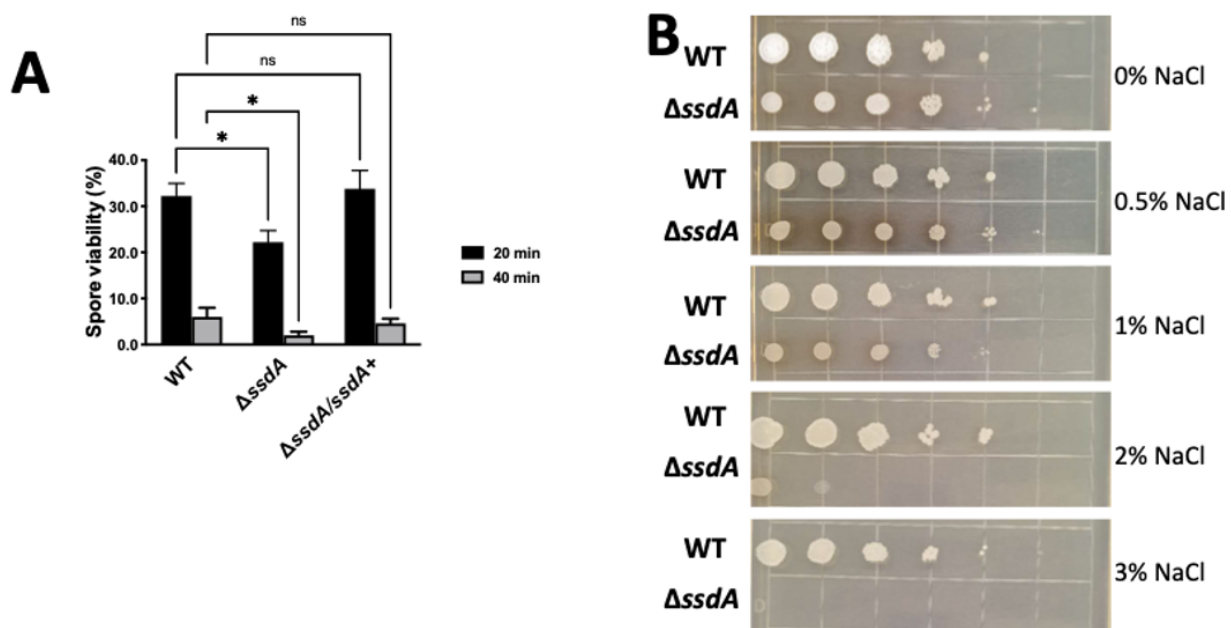 A
ns
ns
*
*
Spore viability (%)
40.0
30.0
20.0
10.0
0.0
WT
ΔssdA
ΔssdA/ssdA+
20 min
40 min
B
WT
ΔssdA
0% NaCl
WT
ΔssdA
0.5% NaCl
WT
ΔssdA
1% NaCl
WT
ΔssdA
2% NaCl
WT
ΔssdA
3% NaCl